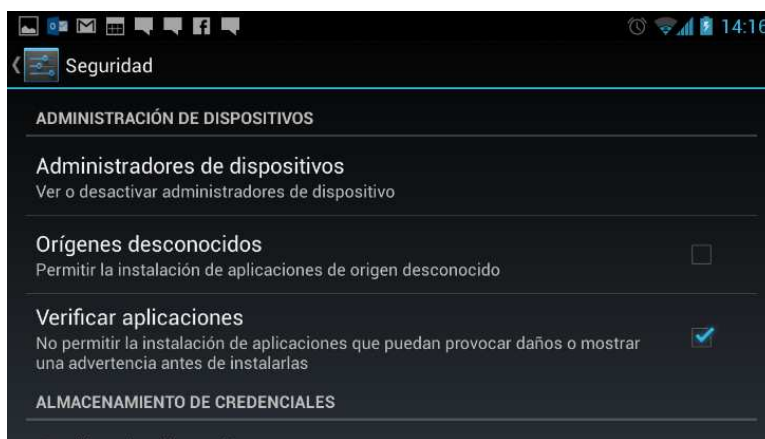 14:16
Seguridad
ADMINISTRACIÓN DE DISPOSITIVOS
Administradores de dispositivos
Ver o desactivar administradores de dispositivo
Orígenes desconocidos
Permitir la instalación de aplicaciones de origen desconocido
Verificar aplicaciones
No permitir la instalación de aplicaciones que puedan provocar daños o mostrar
una advertencia antes de instalarlas
ALMACENAMIENTO DE CREDENCIALES